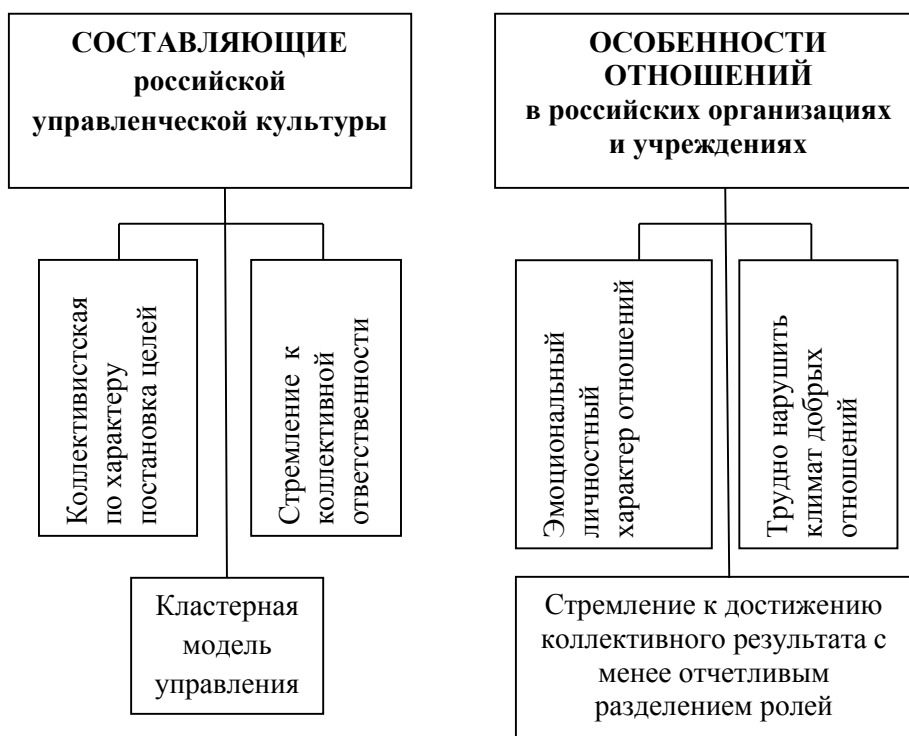 СОСТАВЛЯЮЩИЕ
российской
управленческой культуры
Коллективистская
по характеру
постановка целей
Стремление к
коллективной
ответственности
Кластерная
модель
управления
ОСОБЕННОСТИ
ОТНОШЕНИЙ
в российских организациях
и учреждениях
Эмоциональный
личностный
характер отношений
Трудно нарушить
климат добрых
отношений
Стремление к достижению
коллективного результата с
менее отчетливым
разделением ролей